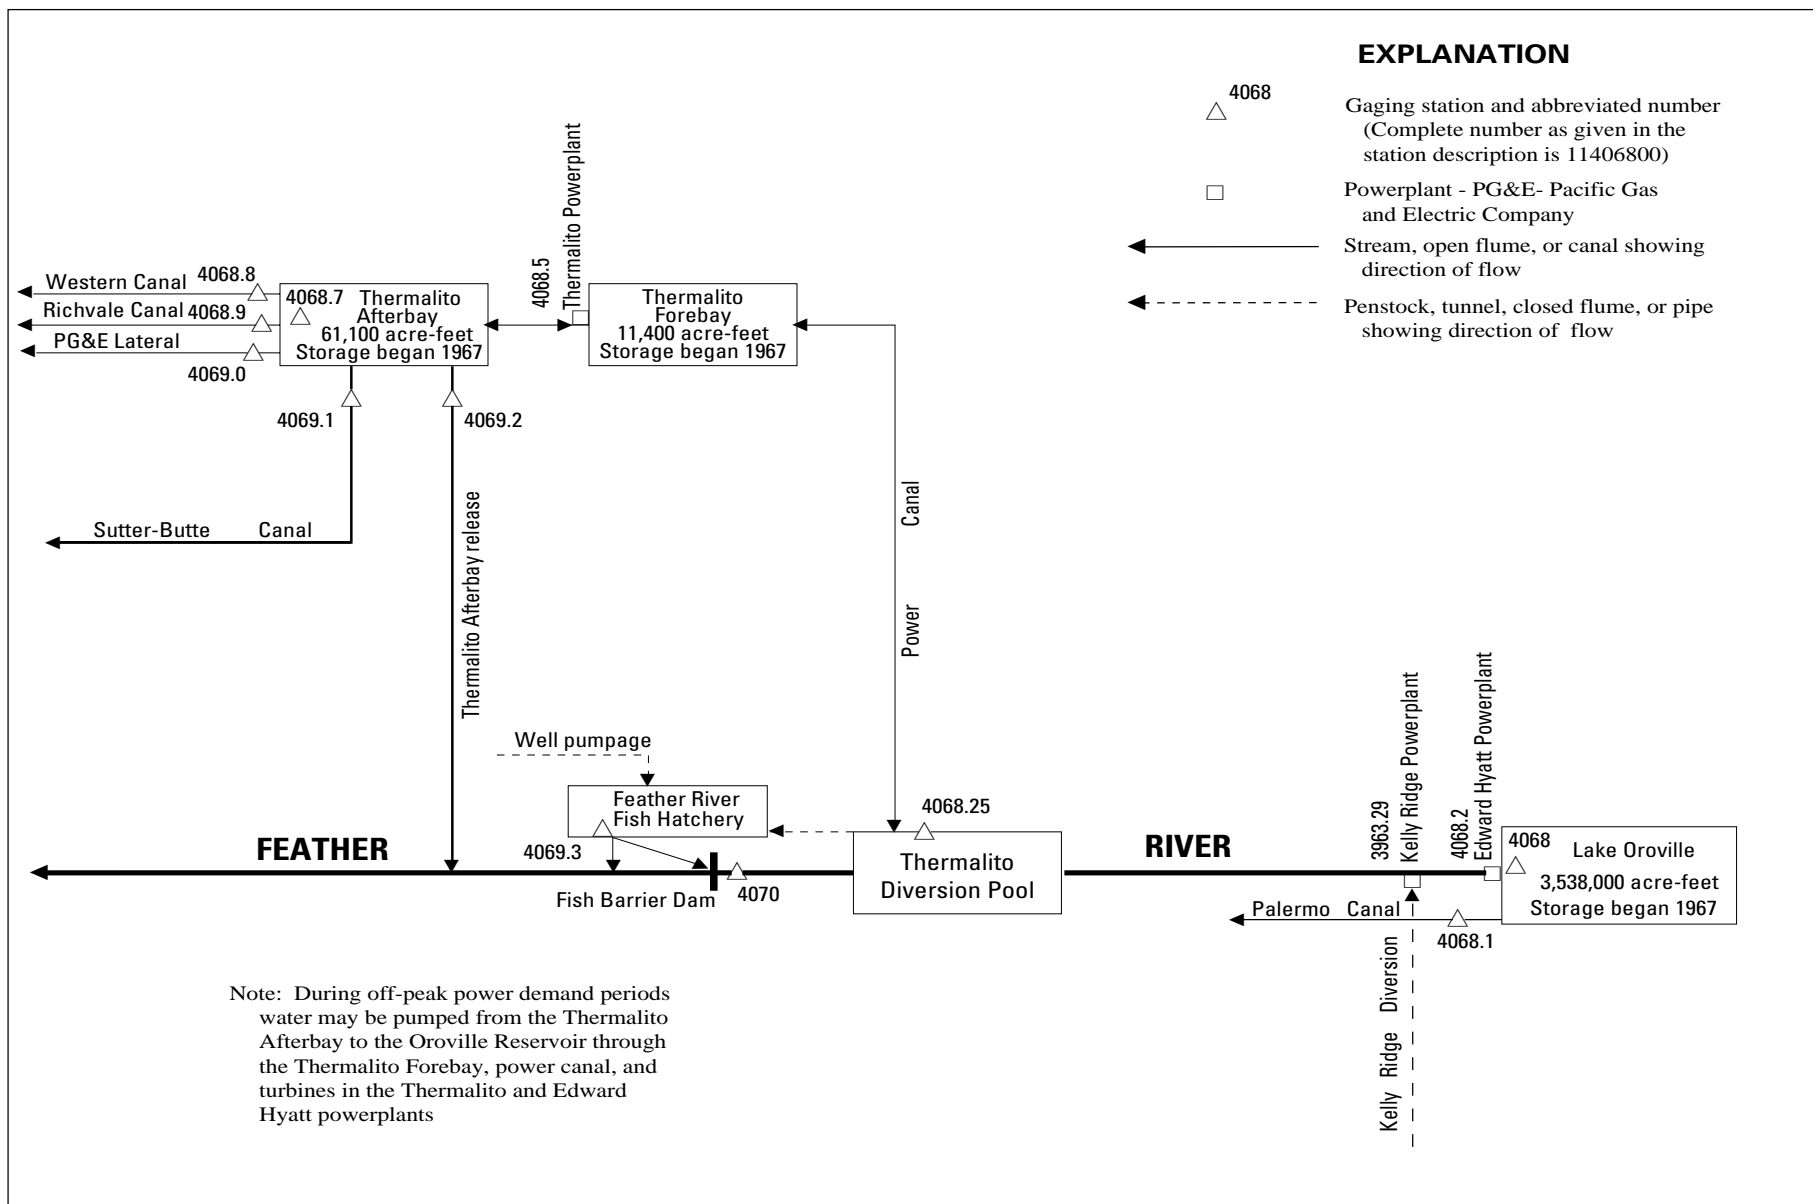 EXPLANATION
4068
Gaging station and abbreviated number
(Complete number as given in the
station description is 11406800)
Powerplant - PG&E- Pacific Gas
and Electric Company
Stream, open flume, or canal showing
direction of flow
Penstock, tunnel, closed flume, or pipe
showing direction of flow
Western Canal
4068.8
Richvale Canal
4068.9
PG&E Lateral
4069.0
4068.7
Thermalito
Afterbay
61,100 acre-feet
Storage began 1967
4068.5
Thermalito Powerplant
Thermalito
Forebay
11,400 acre-feet
Storage began 1967
4069.1
4069.2
Sutter-Butte Canal
Thermalito Afterbay release
Power Canal
Well pumpage
Feather River
Fish Hatchery
4069.3
4068.25
FEATHER
RIVER
Fish Barrier Dam
4070
Thermalito
Diversion Pool
3963.29
Kelly Ridge Powerplant
4068.2
Edward Hyatt Powerplant
4068
Lake Oroville
3,538,000 acre-feet
Storage began 1967
Palermo Canal
4068.1
Kelly Ridge Diversion
Note: During off-peak power demand periods
water may be pumped from the Thermalito
Afterbay to the Oroville Reservoir through
the Thermalito Forebay, power canal, and
turbines in the Thermalito and Edward
Hyatt powerplants